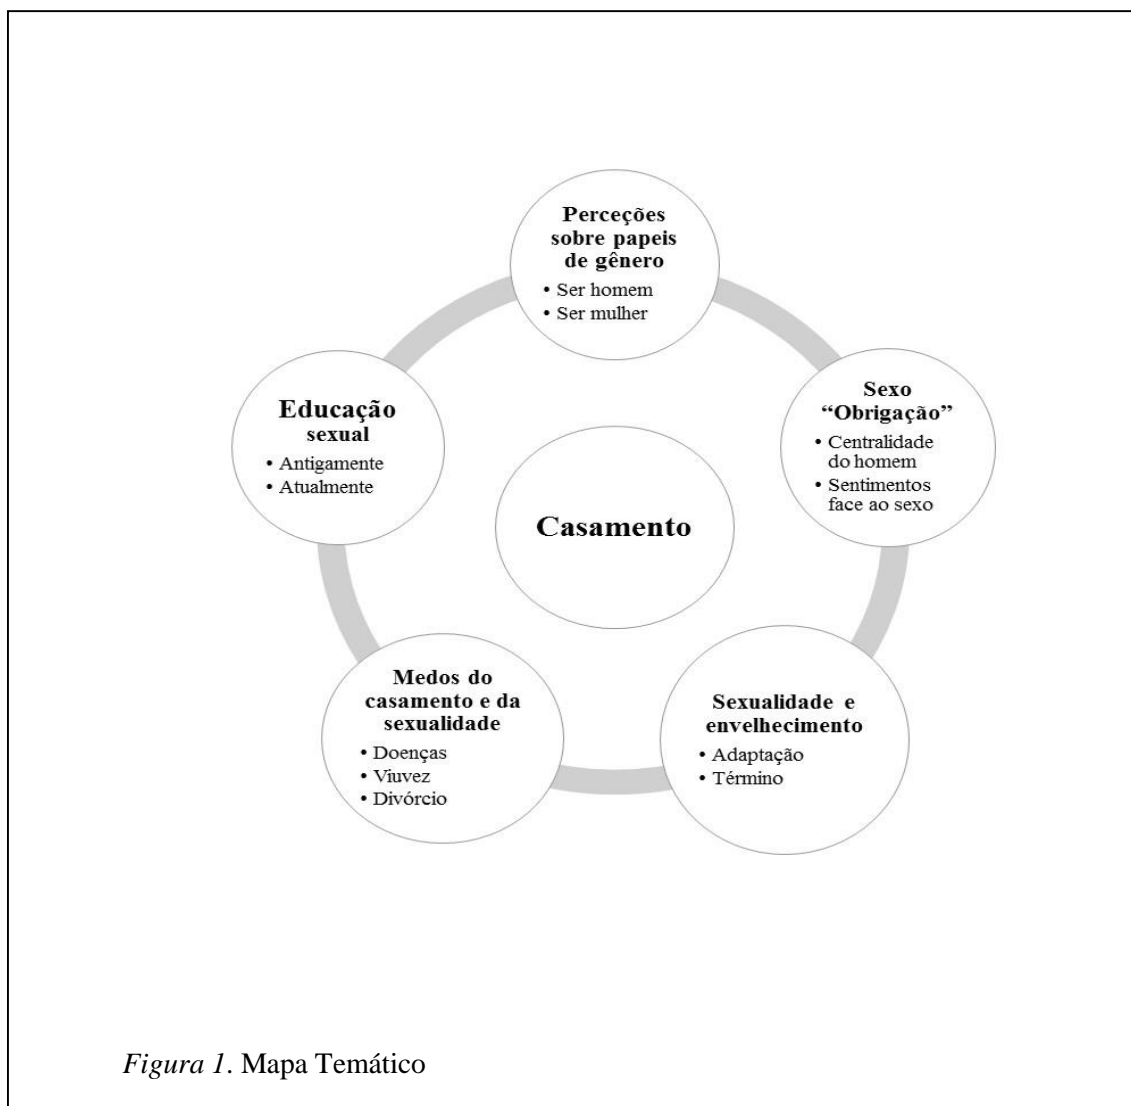 Perceções
sobre papeis
de gênero
• Ser homem
• Ser mulher
Sexo
“Obrigação”
• Centralidade
do homem
• Sentimentos
face ao sexo
Sexualidade e
envelhecimento
• Adaptação
• Término
Medos do
casamento e da
sexualidade
• Doenças
• Viuvez
• Divórcio
Educação
sexual
• Antigamente
• Atualmente
Casamento
Figura 1. Mapa Temático